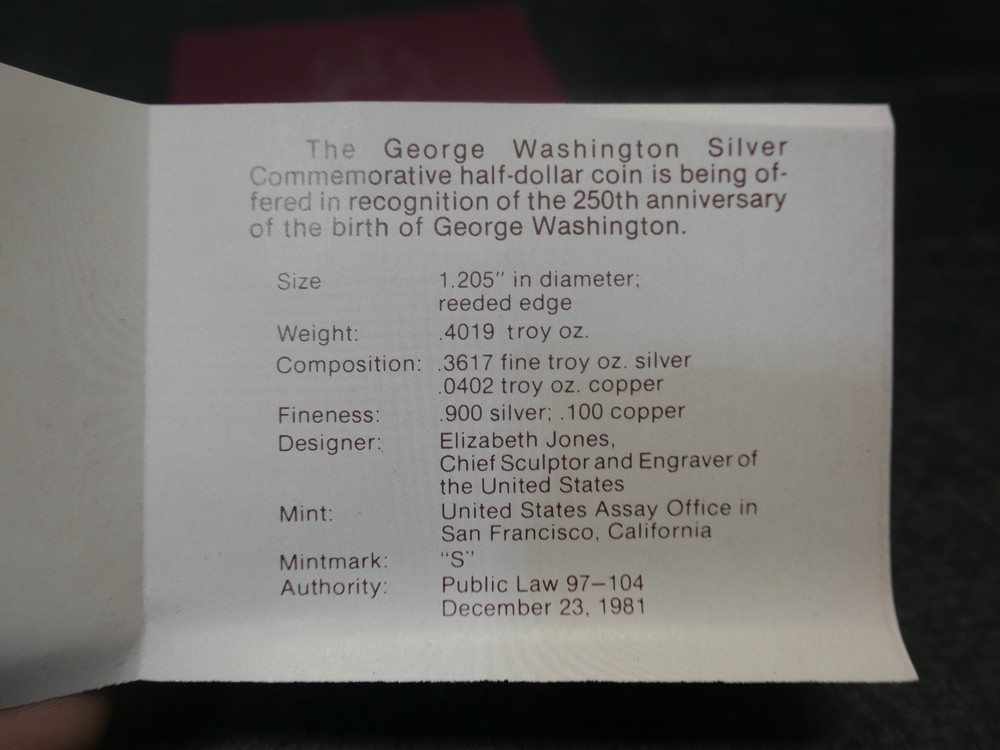 The George Washington Silver
Commemorative half-dollar coin is being of-
fered in recognition of the 250th anniversary
of the birth of George Washington.
Size 1.205" in diameter;
reeded edge
Weight: .4019 troy oz.
Composition: .3617 fine troy oz. silver
.0402 troy oz. copper
Fineness: .900 silver; .100 copper
Designer: Elizabeth Jones,
Chief Sculptor and Engraver of
the United States
Mint: United States Assay Office in
San Francisco, California
Mintmark: "S"
Authority: Public Law 97–104
December 23, 1981